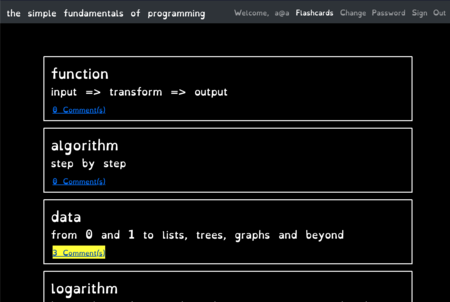 the simple fundamentals of programming
Welcome, a@a Flashcards Change Password Sign Out
function
input => transform => output
0 Comment(s)
algorithm
step by step
0 Comment(s)
data
from 0 and 1 to lists, trees, graphs and beyond
3 Comment(s)
logarithm